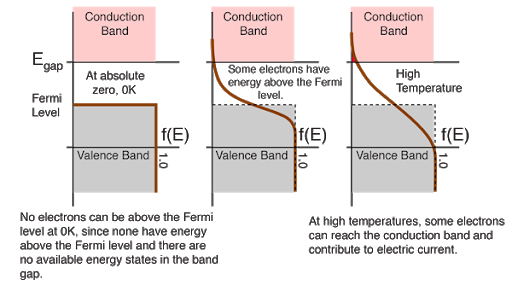 Conduction
Band
Conduction
Band
Conduction
Band
Egap
At absolute
zero, 0K
Some electrons have
energy above the Fermi
level.
High
Temperature
Fermi
Level
f(E)
f(E)
f(E)
Valence Band
1.0
Valence Band
1.0
Valence Band
1.0
No electrons can be above the Fermi
level at 0K, since none have energy
above the Fermi level and there are
no available energy states in the band
gap.
At high temperatures, some electrons
can reach the conduction band and
contribute to electric current.